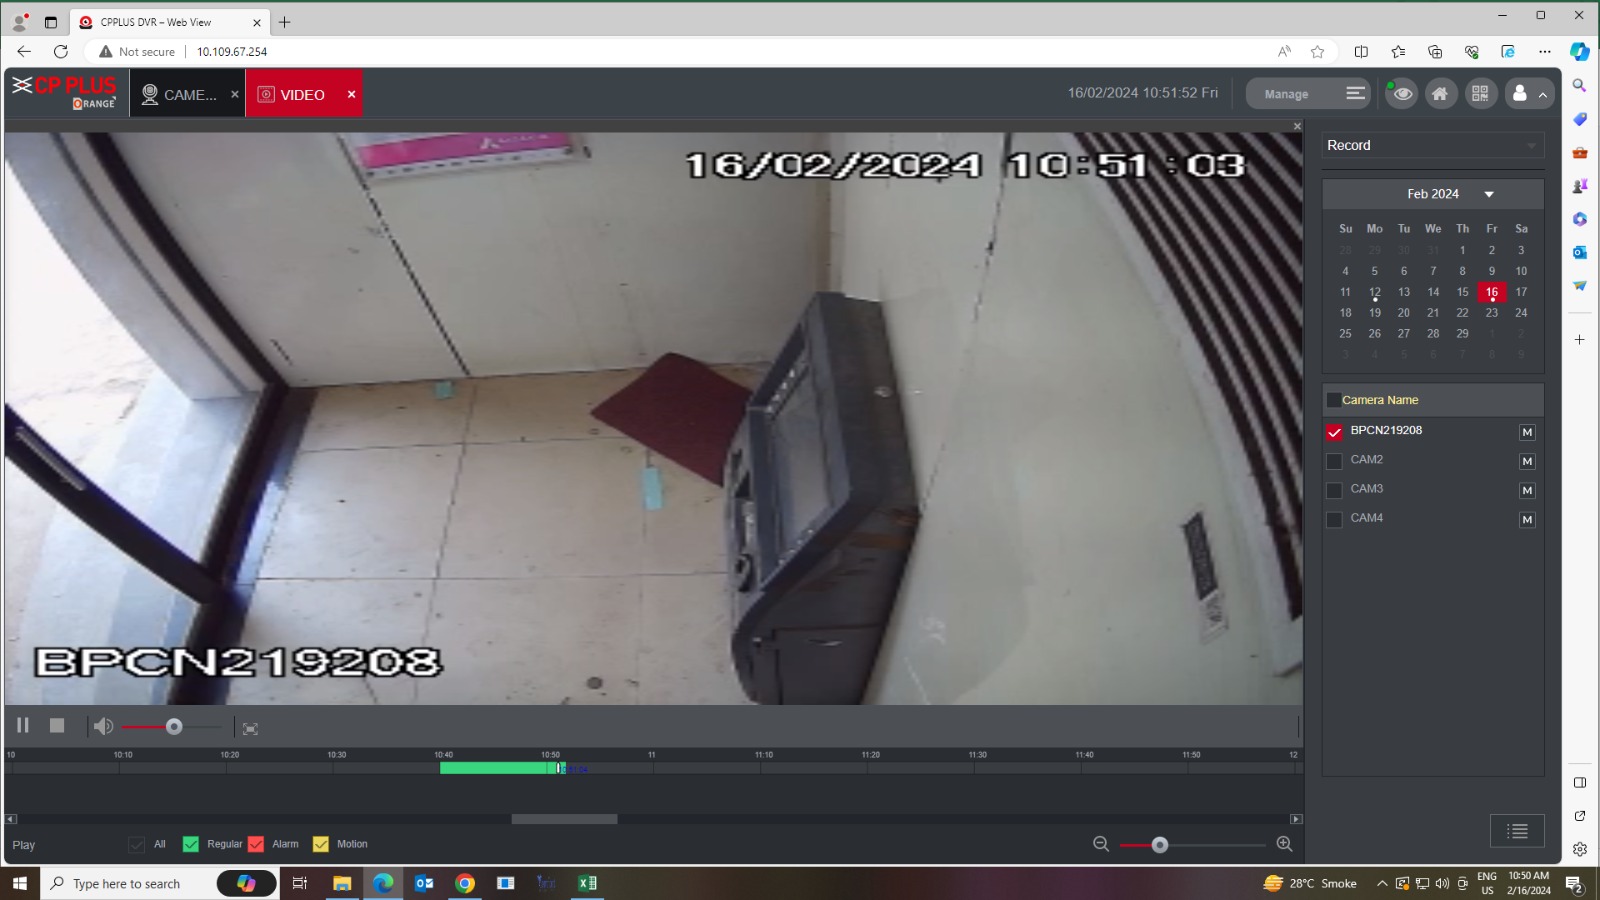 CPPLUS DVR – Web View
Not secure
10.109.67.254
CP PLUS
ORANGE
CAME...
VIDEO
16/02/2024 10:51:52 Fri
Manage
16/02/2024 10:51:03
BPCN219208
Record
Feb 2024
Su Mo Tu We Th Fr Sa
28 29 30 31 1 2 3
4 5 6 7 8 9 10
11 12 13 14 15 16 17
18 19 20 21 22 23 24
25 26 27 28 29 1 2
3 4 5 6 7 8 9
Camera Name
BPCN219208 M
CAM2 M
CAM3 M
CAM4 M
10 10:10 10:20 10:30 10:40 10:50 11 11:10 11:20 11:30 11:40 11:50 12
10:51:04
Play
All
Regular
Alarm
Motion
Type here to search
28°C Smoke
ENG
US
10:50 AM
2/16/2024
2